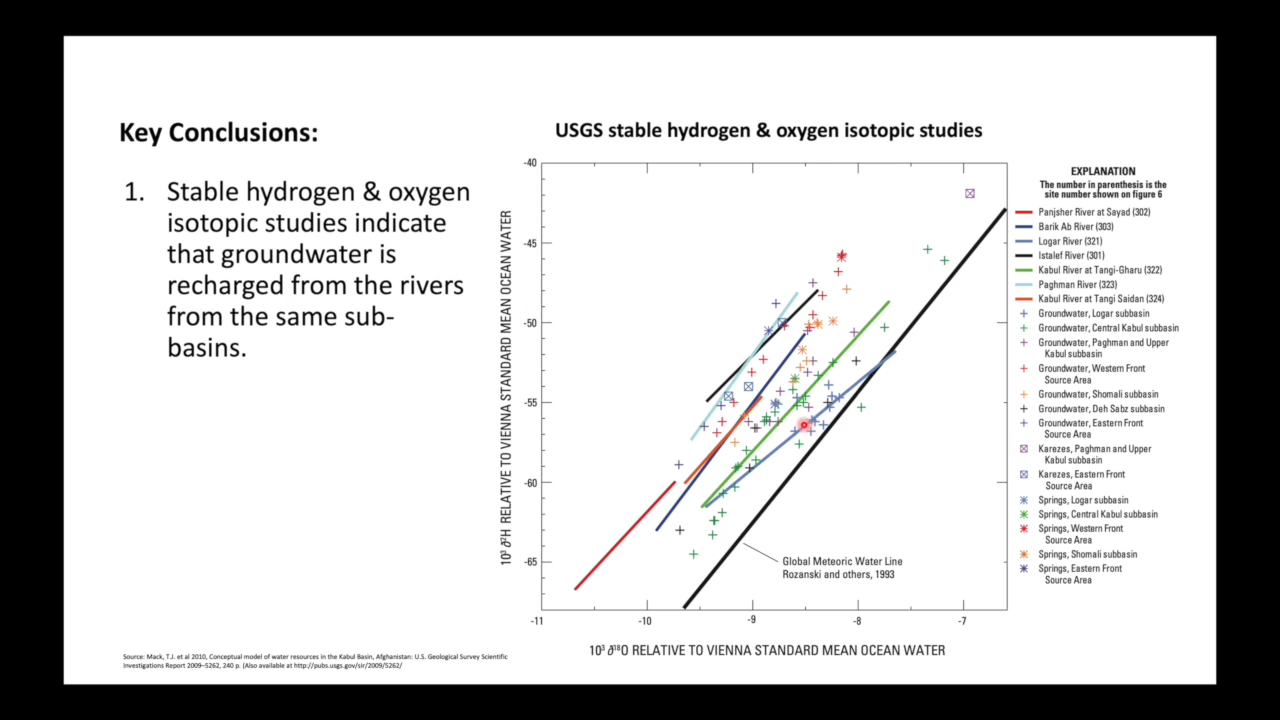 Key Conclusions:
1. Stable hydrogen & oxygen
isotopic studies indicate
that groundwater is
recharged from the rivers
from the same sub-
basins.
Source: Mack, T.J. et al 2010, Conceptual model of water resources in the Kabul Basin, Afghanistan: U.S. Geological Survey Scientific
Investigations Report 2009–5262, 240 p. (Also available at http://pubs.usgs.gov/sir/2009/5262/
USGS stable hydrogen & oxygen isotopic studies
10³ δ²H RELATIVE TO VIENNA STANDARD MEAN OCEAN WATER
-40
-45
-50
-55
-60
-65
-11
-10
-9
-8
-7
10³ δ¹⁸O RELATIVE TO VIENNA STANDARD MEAN OCEAN WATER
Global Meteoric Water Line
Rozanski and others, 1993
EXPLANATION
The number in parenthesis is the
site number shown on figure 6
Panjsher River at Sayad (302)
Barik Ab River (303)
Logar River (321)
Istalef River (301)
Kabul River at Tangi-Gharu (322)
Paghman River (323)
Kabul River at Tangi Saidan (324)
Groundwater, Logar subbasin
Groundwater, Central Kabul subbasin
Groundwater, Paghman and Upper
Kabul subbasin
Groundwater, Western Front
Source Area
Groundwater, Shomali subbasin
Groundwater, Deh Sabz subbasin
Groundwater, Eastern Front
Source Area
Karezes, Paghman and Upper
Kabul subbasin
Karezes, Eastern Front
Source Area
Springs, Logar subbasin
Springs, Central Kabul subbasin
Springs, Western Front
Source Area
Springs, Shomali subbasin
Springs, Eastern Front
Source Area